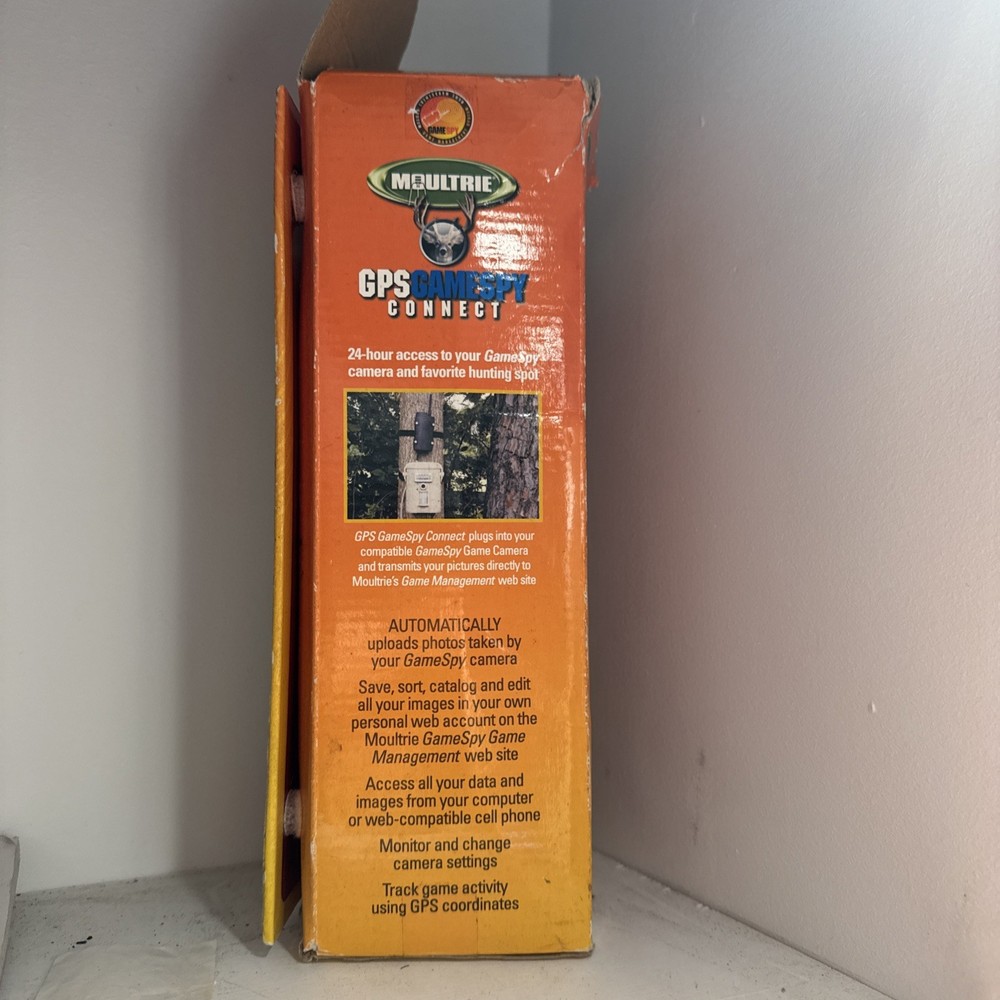 GAMESPY
MOULTRIE
GPSGAMESPY
CONNECT
24-hour access to your GameSpy
camera and favorite hunting spot
GPS GameSpy Connect plugs into your
compatible GameSpy Game Camera
and transmits your pictures directly to
Moultrie's Game Management web site
AUTOMATICALLY
uploads photos taken by
your GameSpy camera
Save, sort, catalog and edit
all your images in your own
personal web account on the
Moultrie GameSpy Game
Management web site
Access all your data and
images from your computer
or web-compatible cell phone
Monitor and change
camera settings
Track game activity
using GPS coordinates